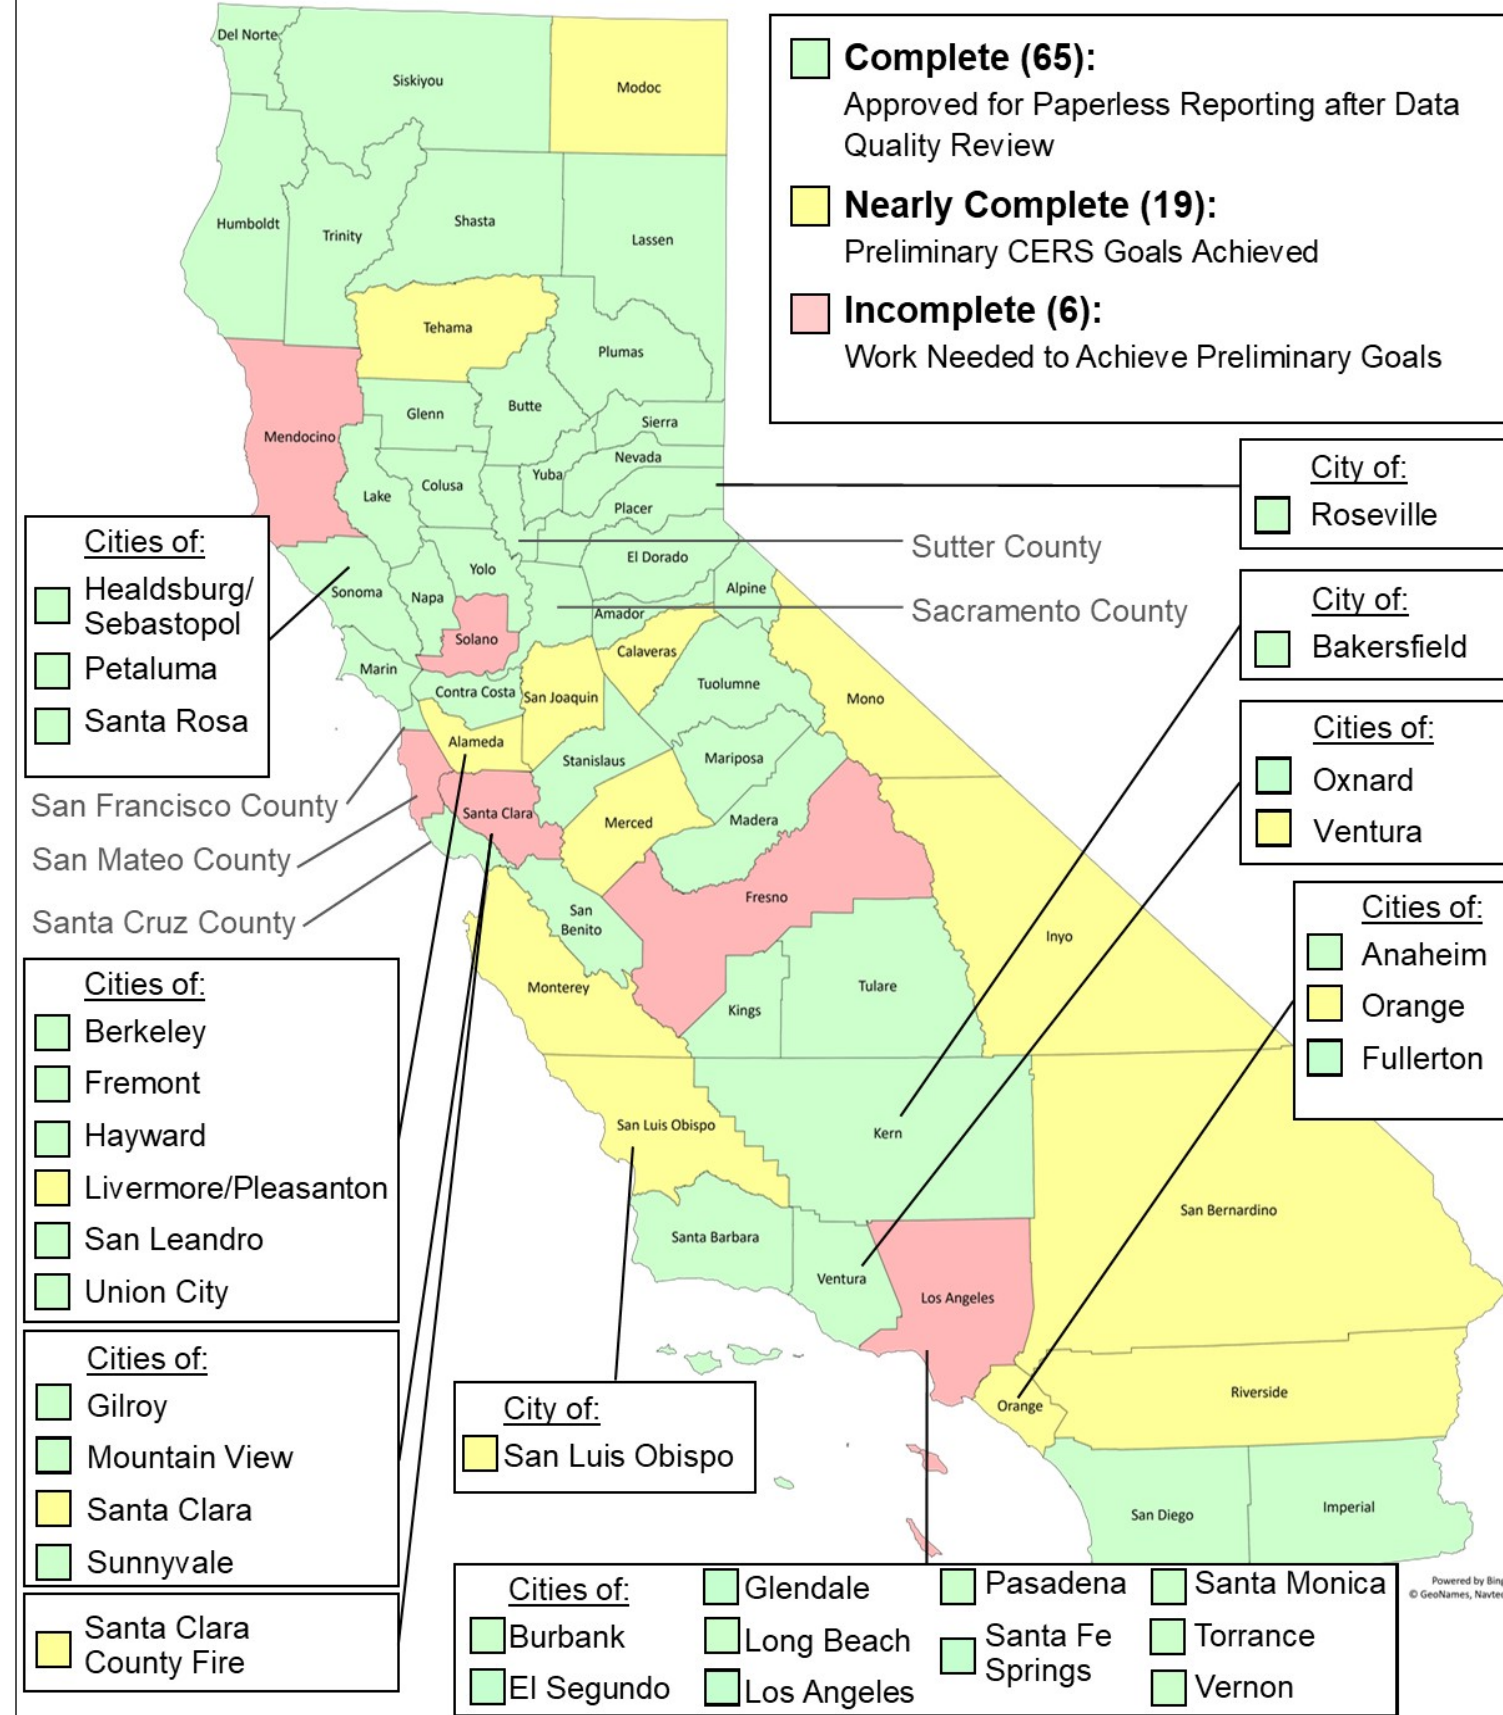 Del Norte
Siskiyou
Modoc
Humboldt
Trinity
Shasta
Lassen
Tehama
Plumas
Mendocino
Glenn
Butte
Sierra
Nevada
Yuba
Lake
Colusa
Placer
El Dorado
Yolo
Sonoma
Napa
Alpine
Amador
Solano
Calaveras
Marin
Contra Costa
San Joaquin
Tuolumne
Mono
Alameda
Stanislaus
Mariposa
Santa Clara
Merced
Madera
Fresno
San
Benito
Inyo
Monterey
Kings
Tulare
San Luis Obispo
Kern
San Bernardino
Santa Barbara
Ventura
Los Angeles
Orange
Riverside
San Diego
Imperial
Complete (65):
Approved for Paperless Reporting after Data
Quality Review
Nearly Complete (19):
Preliminary CERS Goals Achieved
Incomplete (6):
Work Needed to Achieve Preliminary Goals
City of:
Roseville
Sutter County
Sacramento County
City of:
Bakersfield
Cities of:
Oxnard
Ventura
Cities of:
Anaheim
Orange
Fullerton
Cities of:
Healdsburg/
Sebastopol
Petaluma
Santa Rosa
San Francisco County
San Mateo County
Santa Cruz County
Cities of:
Berkeley
Fremont
Hayward
Livermore/Pleasanton
San Leandro
Union City
Cities of:
Gilroy
Mountain View
Santa Clara
Sunnyvale
Santa Clara
County Fire
City of:
San Luis Obispo
Cities of:
Burbank
El Segundo
Glendale
Long Beach
Los Angeles
Pasadena
Santa Fe
Springs
Santa Monica
Torrance
Vernon
Powered by Bing
© GeoNames,